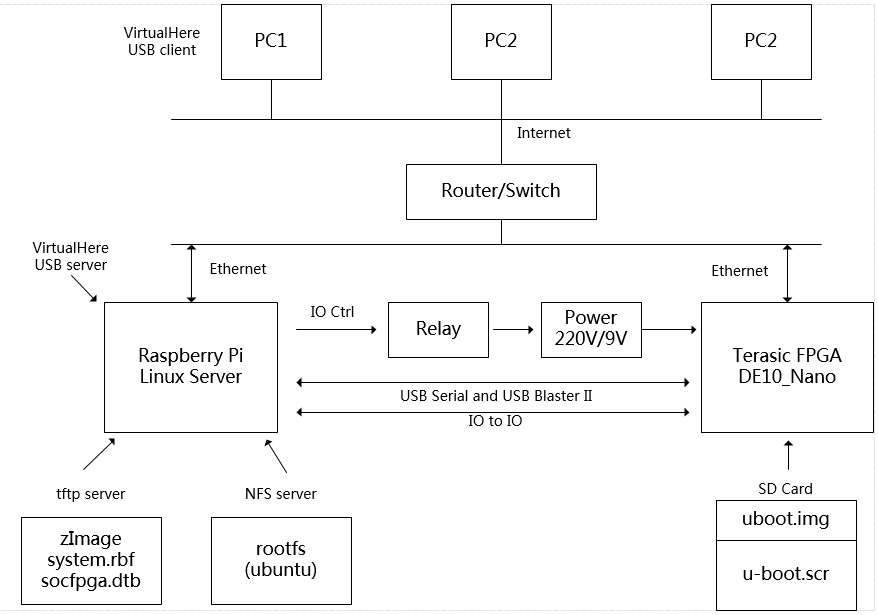 VirtualHere
USB client
PC1
PC2
PC2
Internet
Router/Switch
VirtualHere
USB server
Ethernet
Ethernet
IO Ctrl
Relay
Power
220V/9V
Raspberry Pi
Linux Server
Terasic FPGA
DE10_Nano
USB Serial and USB Blaster II
IO to IO
tftp server
NFS server
SD Card
zImage
system.rbf
socfpga.dtb
rootfs
(ubuntu)
uboot.img
u-boot.scr